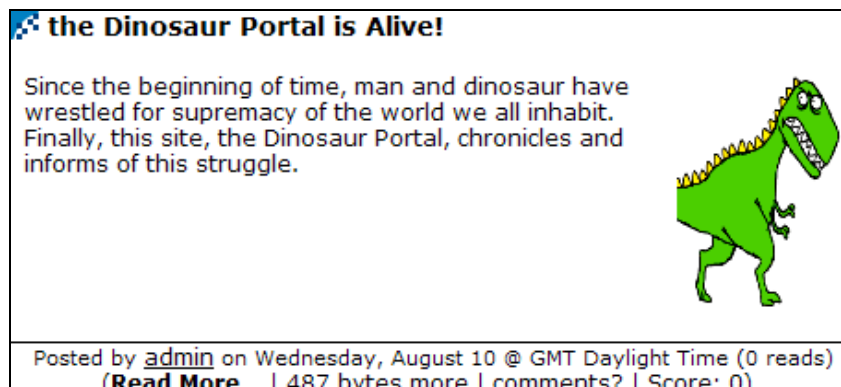 the Dinosaur Portal is Alive!
Since the beginning of time, man and dinosaur have
wrestled for supremacy of the world we all inhabit.
Finally, this site, the Dinosaur Portal, chronicles and
informs of this struggle.
Posted by admin on Wednesday, August 10 @ GMT Daylight Time (0 reads)
(Read More... | 487 bytes more | comments? | Score: 0)